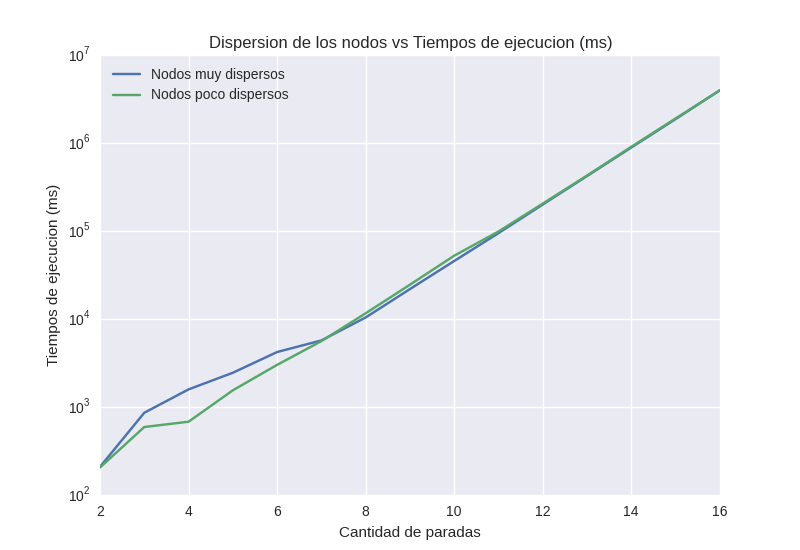 Dispersion de los nodos vs Tiempos de ejecucion (ms)
Nodos muy dispersos
Nodos poco dispersos
Tiempos de ejecucion (ms)
10^7
10^6
10^5
10^4
10^3
10^2
2 4 6 8 10 12 14 16
Cantidad de paradas